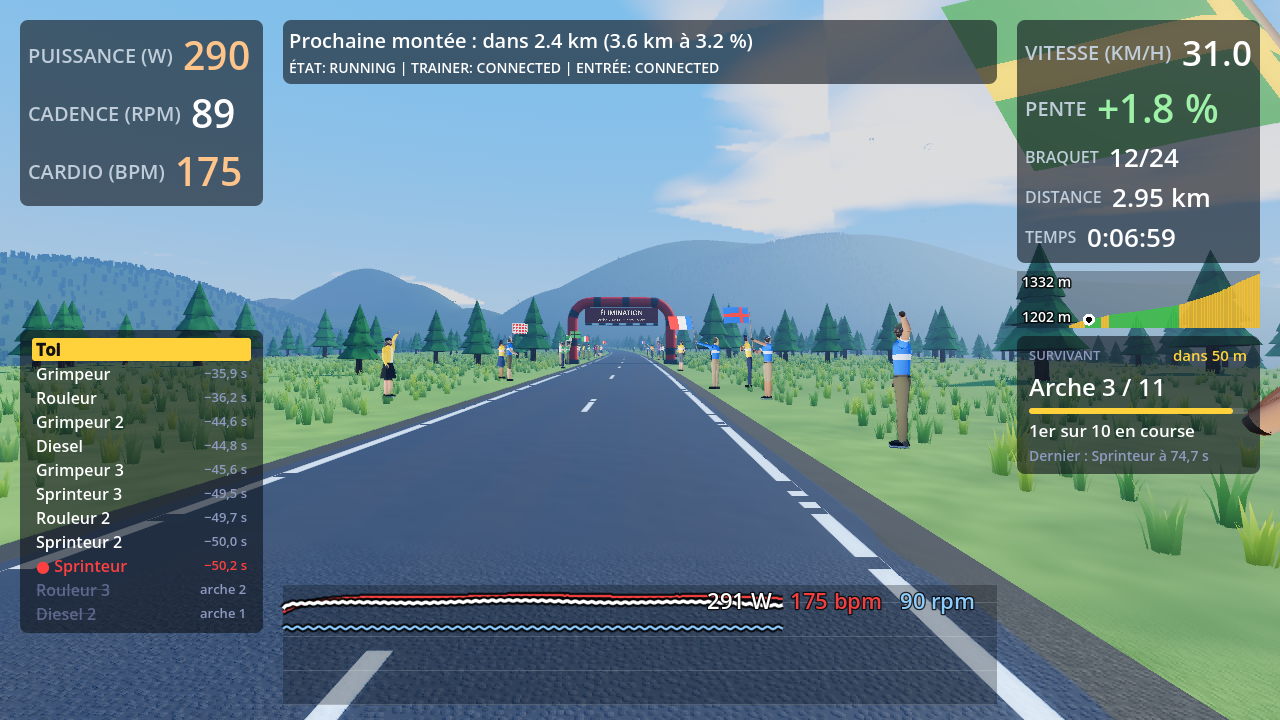 PUISSANCE (W) 290
CADENCE (RPM) 89
CARDIO (BPM) 175
Prochaine montée : dans 2.4 km (3.6 km à 3.2 %)
ÉTAT: RUNNING | TRAINER: CONNECTED | ENTRÉE: CONNECTED
VITESSE (KM/H) 31.0
PENTE +1.8 %
BRAQUET 12/24
DISTANCE 2.95 km
TEMPS 0:06:59
1332 m
1202 m
SURVIVANT dans 50 m
Arche 3 / 11
1er sur 10 en course
Dernier : Sprinteur à 74,7 s
ÉLIMINATION
Toi
Grimpeur −35,9 s
Rouleur −36,2 s
Grimpeur 2 −44,6 s
Diesel −44,8 s
Grimpeur 3 −45,6 s
Sprinteur 3 −49,5 s
Rouleur 2 −49,7 s
Sprinteur 2 −50,0 s
Sprinteur −50,2 s
Rouleur 3 arche 2
Diesel 2 arche 1
291 W 175 bpm 90 rpm